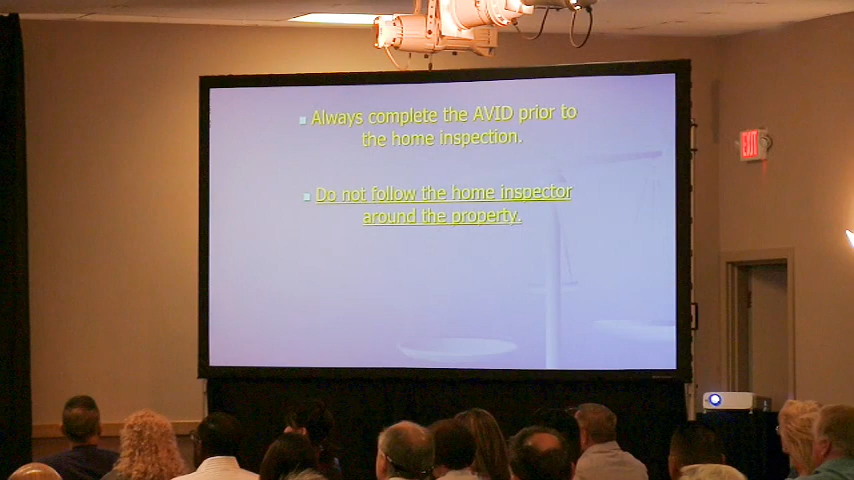 Always complete the AVID prior to
the home inspection.
Do not follow the home inspector
around the property.
EXIT